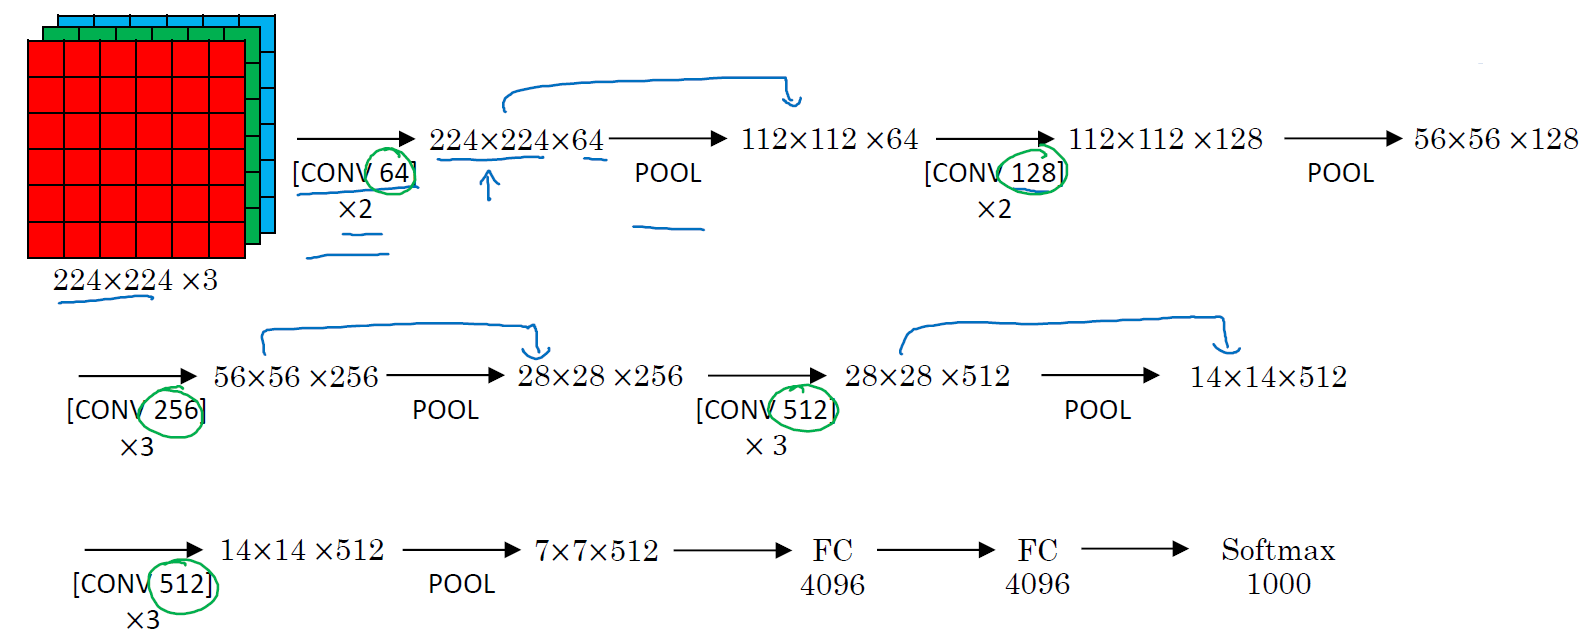 224×224×64 112×112 ×64 112×112 ×128 56×56 ×128
[CONV 64] POOL [CONV 128] POOL
×2 ×2
224×224 ×3
56×56 ×256 28×28 ×256 28×28 ×512 14×14×512
[CONV 256] POOL [CONV 512] POOL
×3 × 3
14×14 ×512 7×7×512 FC FC Softmax
[CONV 512] POOL 4096 4096 1000
×3